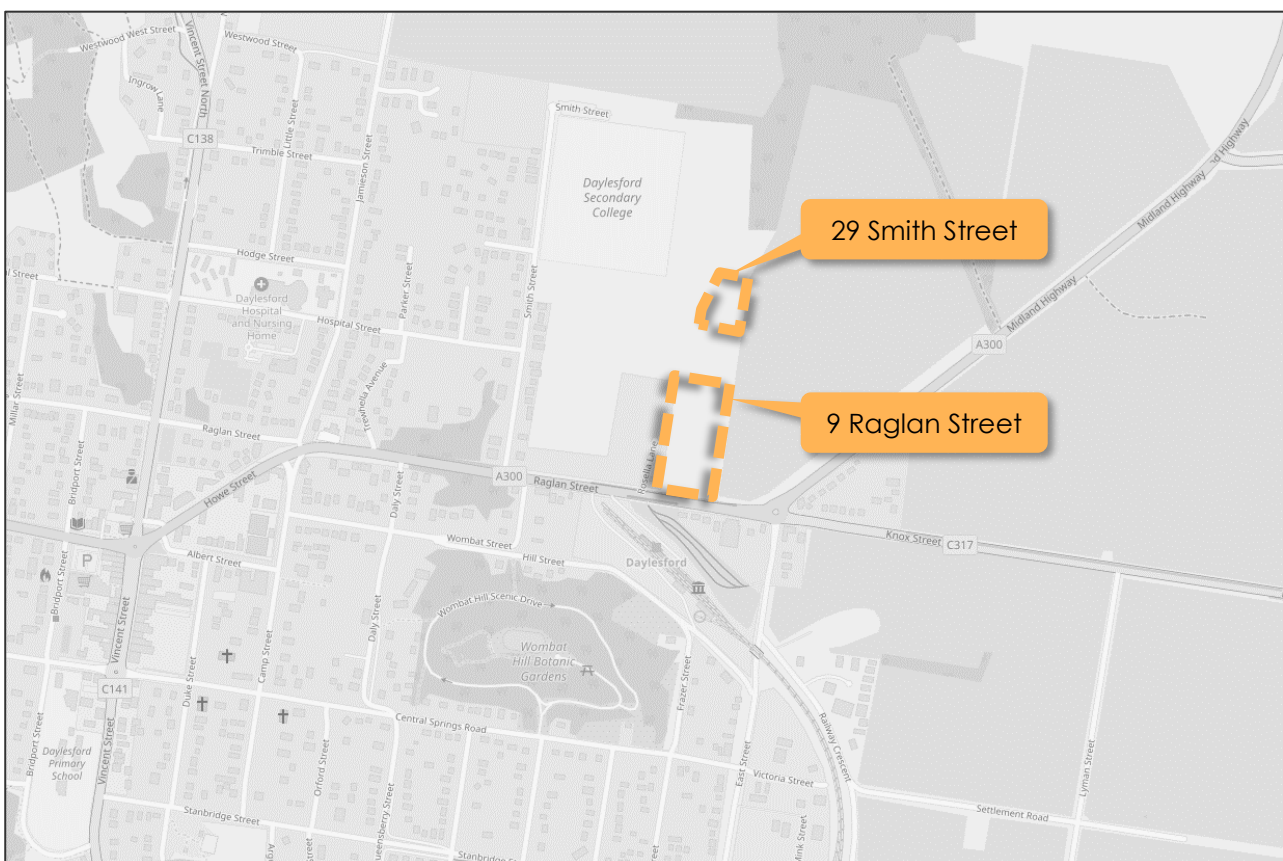 Westwood West Street
Vincent Street North
Westwood Street
Ingrow Lane
Little Street
C138
Trimble Street
Jamieson Street
Smith Street
Daylesford
Secondary
College
Midland Highway
29 Smith Street
Hodge Street
Parker Street
Smith Street
Daylesford
Hospital
and Nursing
Home
Hospital Street
Midland Highway
A300
Millar Street
Knowhella Avenue
9 Raglan Street
Raglan Street
Bridport Street
Howe Street
A300
Raglan Street
Rosella Lane
Daly Street
Knox Street
C317
Wombat Street
Hill Street
Daylesford
Albert Street
P
Bridport Street
Vincent Street
Wombat Hill Scenic Drive
Daly Street
Wombat
Hill Botanic
Gardens
Duke Street
Camp Street
C141
Frazer Street
Central Springs Road
Railway Crescent
Lyman Street
Bridport Street
Daylesford
Primary
School
Vincent Street
Orford Street
East Street
Victoria Street
Settlement Road
Stanbridge Street
Stanbridge Street